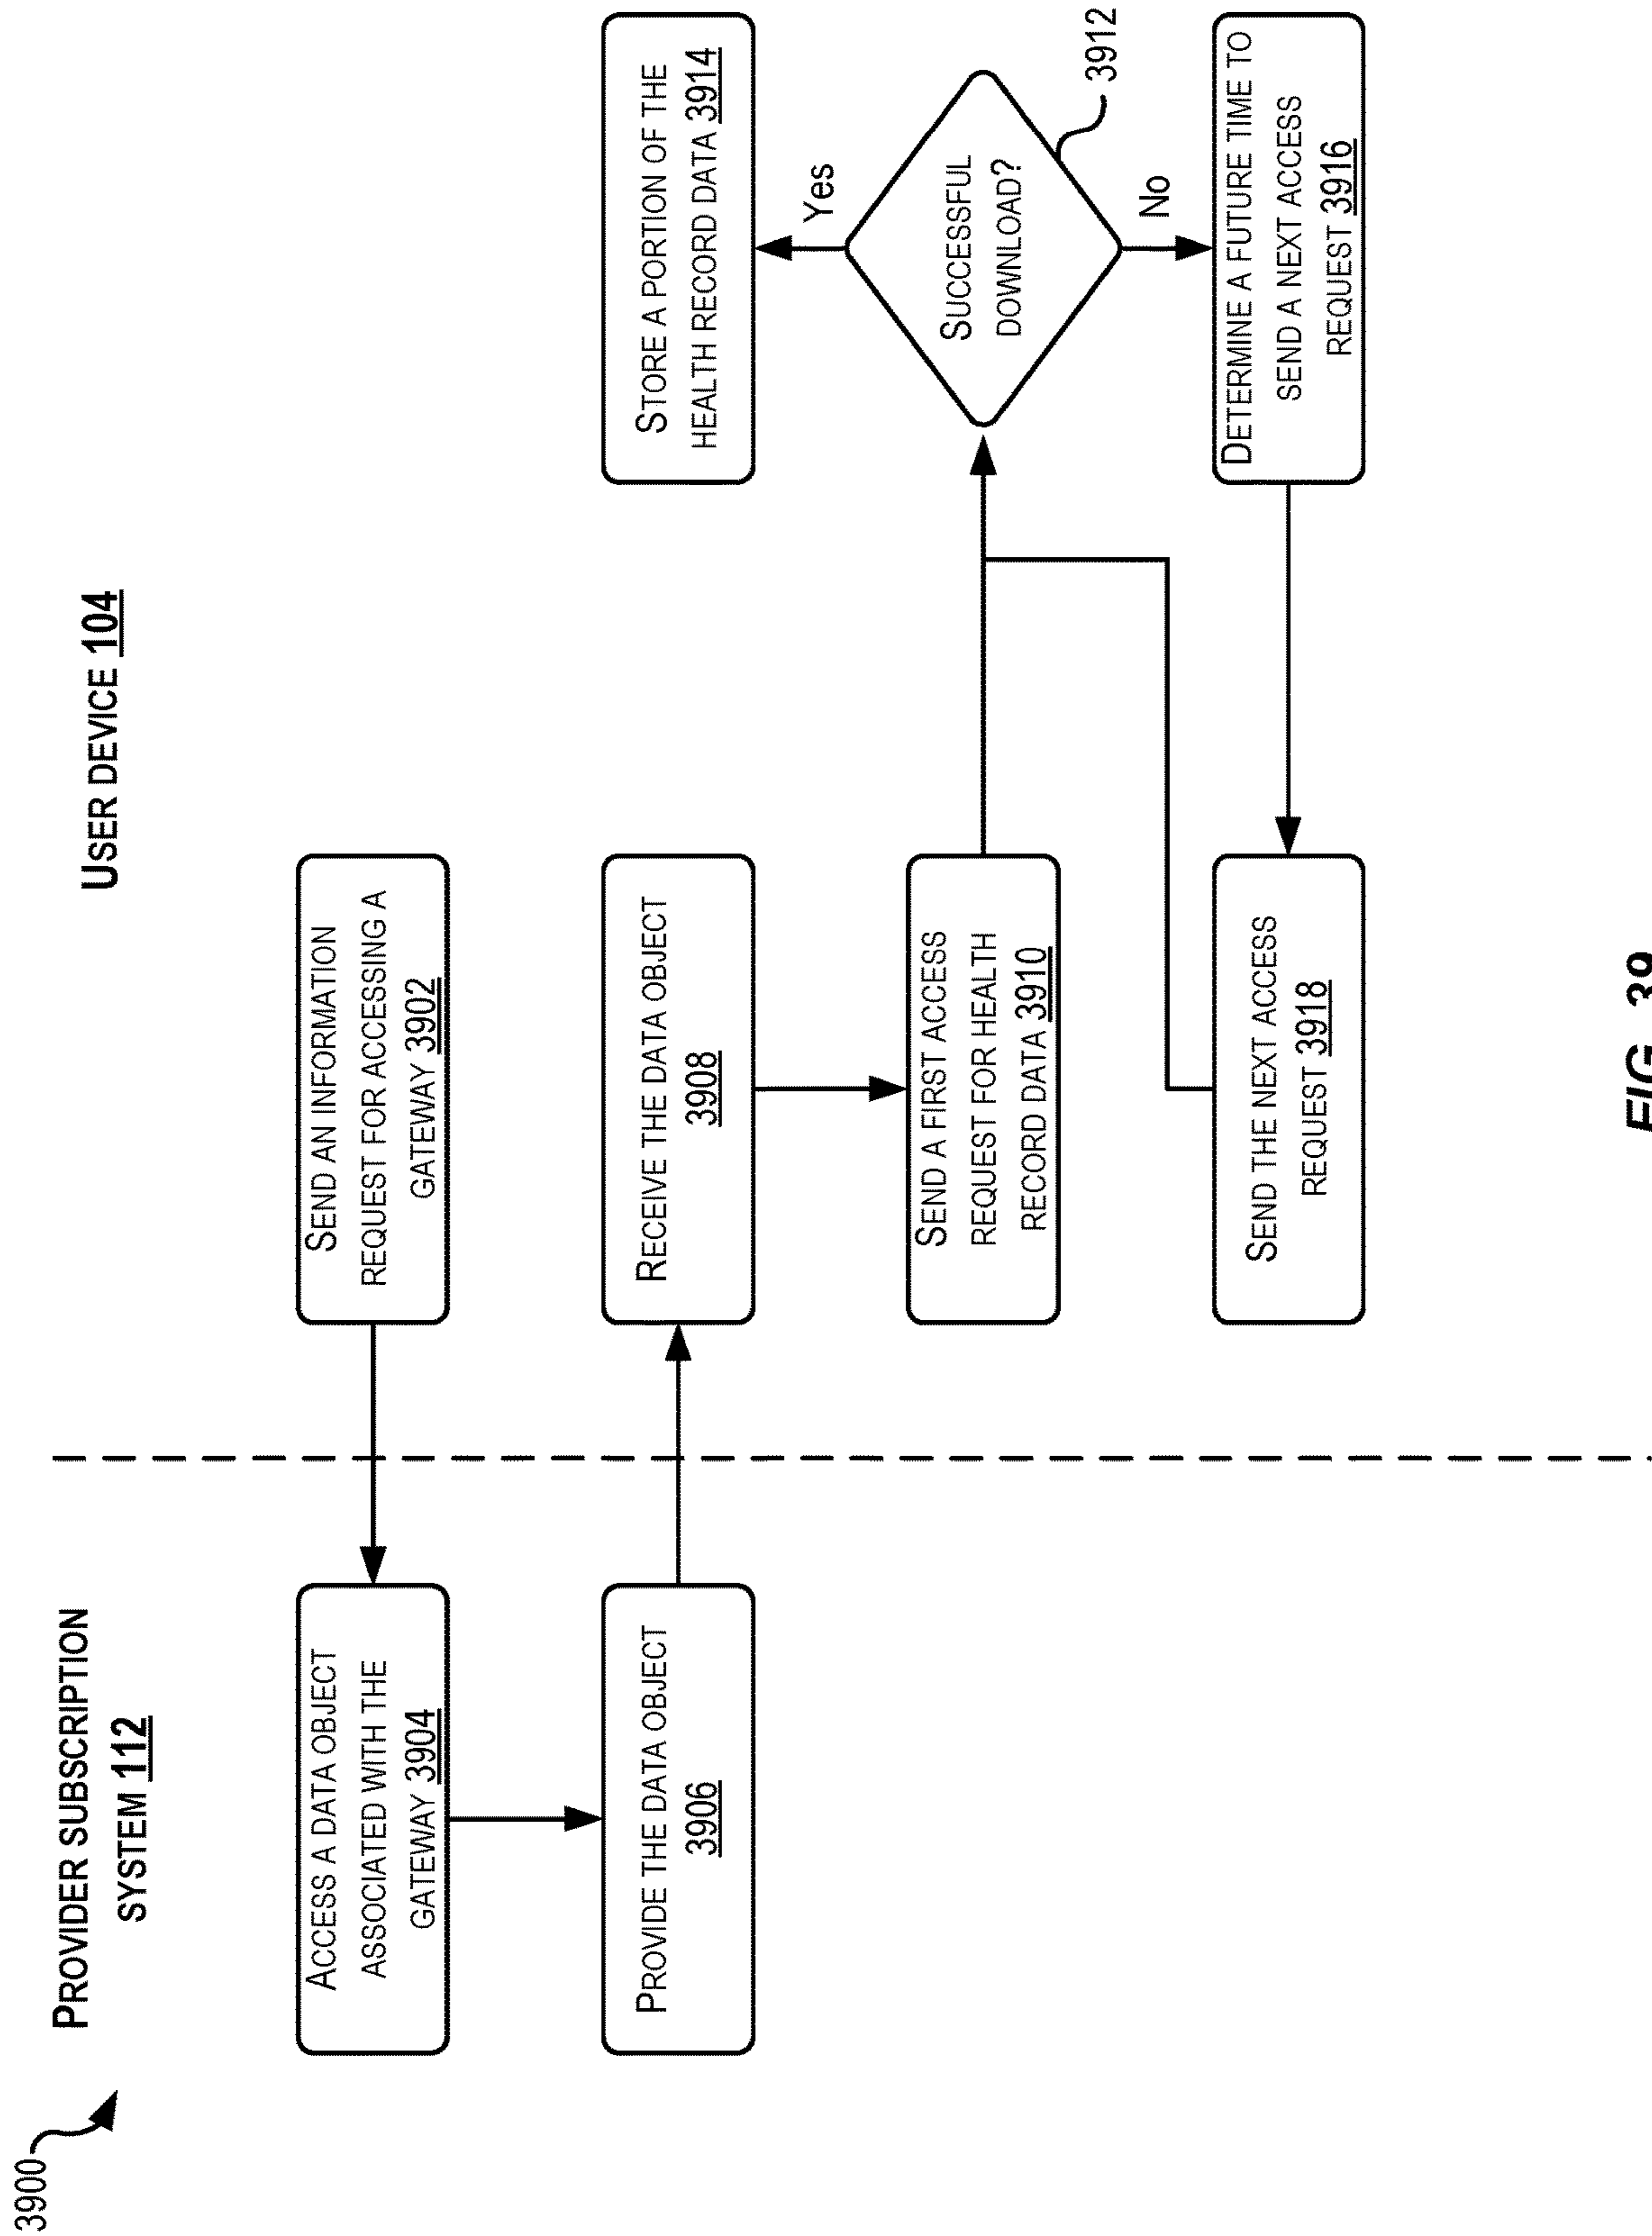 3900
PROVIDER SUBSCRIPTION
SYSTEM 112
USER DEVICE 104
ACCESS A DATA OBJECT
ASSOCIATED WITH THE
GATEWAY 3904
SEND AN INFORMATION
REQUEST FOR ACCESSING A
GATEWAY 3902
PROVIDE THE DATA OBJECT
3906
RECEIVE THE DATA OBJECT
3908
STORE A PORTION OF THE
HEALTH RECORD DATA 3914
Yes
SEND A FIRST ACCESS
REQUEST FOR HEALTH
RECORD DATA 3910
SUCCESSFUL
DOWNLOAD?
3912
No
SEND THE NEXT ACCESS
REQUEST 3918
DETERMINE A FUTURE TIME TO
SEND A NEXT ACCESS
REQUEST 3916
FIG. 39